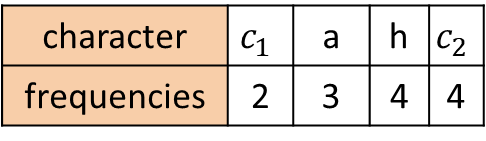 character c₁ a h c₂
frequencies 2 3 4 4